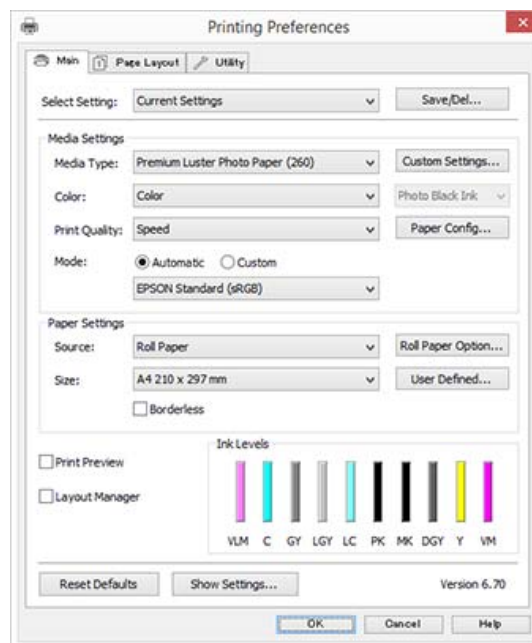 Printing Preferences
Main Page Layout Utility
Select Setting: Current Settings Save/Del...
Media Settings
Media Type: Premium Luster Photo Paper (260) Custom Settings...
Color: Color Photo Black Ink
Print Quality: Speed Paper Config...
Mode: Automatic Custom
EPSON Standard (sRGB)
Paper Settings
Source: Roll Paper Roll Paper Option...
Size: A4 210 x 297 mm User Defined...
Borderless
Ink Levels
Print Preview
Layout Manager
VLM C GY LGY LC PK MK DGY Y VM
Reset Defaults Show Settings... Version 6.70
OK Cancel Help